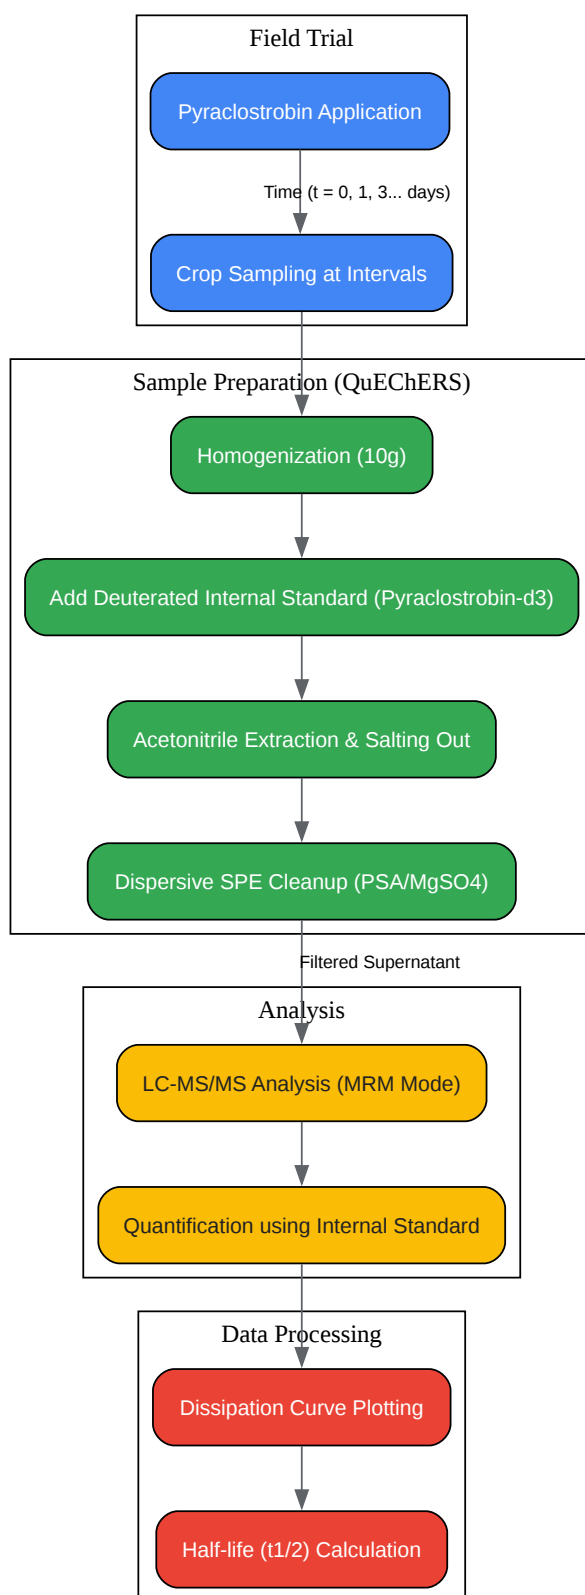 Field Trial
Pyraclostrobin Application
Time (t = 0, 1, 3... days)
Crop Sampling at Intervals
Sample Preparation (QuEChERS)
Homogenization (10g)
Add Deuterated Internal Standard (Pyraclostrobin-d3)
Acetonitrile Extraction & Salting Out
Dispersive SPE Cleanup (PSA/MgSO4)
Filtered Supernatant
Analysis
LC-MS/MS Analysis (MRM Mode)
Quantification using Internal Standard
Data Processing
Dissipation Curve Plotting
Half-life (t1/2) Calculation